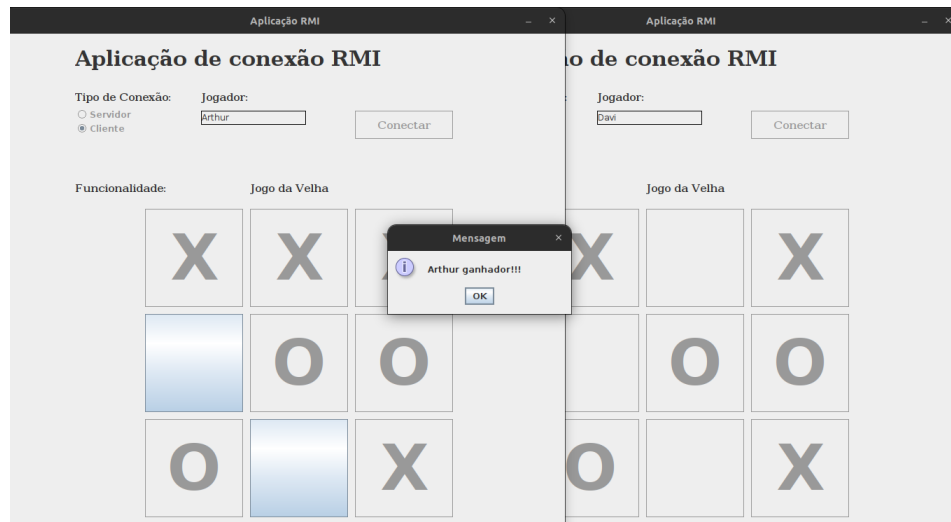 Aplicação RMI
Aplicação RMI
Aplicação de conexão RMI
o de conexão RMI
Tipo de Conexão:
Jogador:
: Jogador:
Servidor
Cliente
Arthur
Conectar
Davi
Conectar
Funcionalidade:
Jogo da Velha
Jogo da Velha
X X
X X
Mensagem
Arthur ganhador!!!
OK
O O
O O
O X
O X